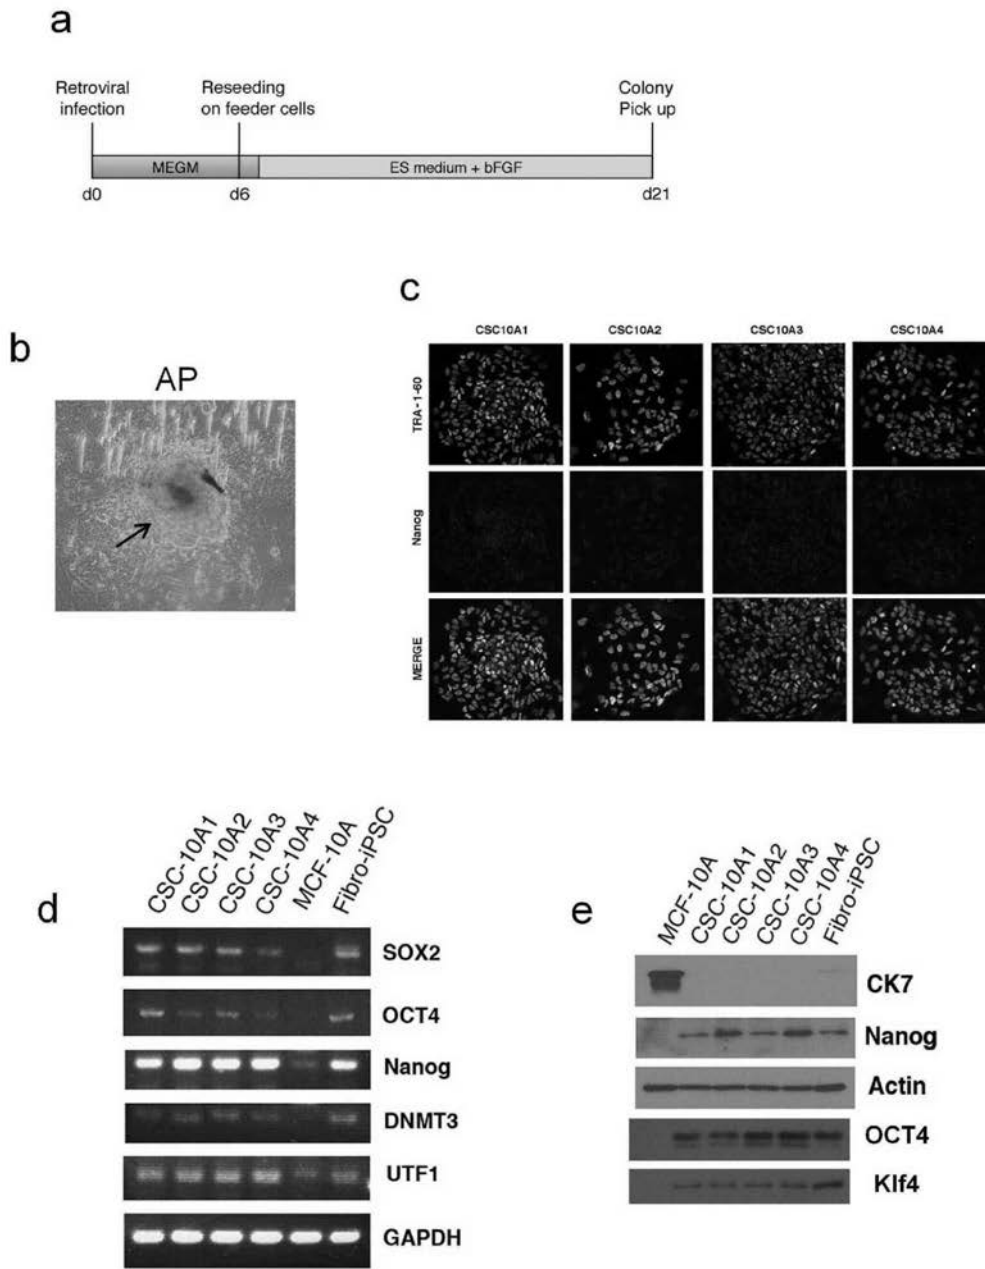 a
Retroviral
infection
Reseeding
on feeder cells
Colony
Pick up
MEGM
ES medium + bFGF
d0
d6
d21
b
AP
c
CSC10A1
CSC10A2
CSC10A3
CSC10A4
TRA-1-60
Nanog
MERGE
d
CSC-10A1
CSC-10A2
CSC-10A3
CSC-10A4
MCF-10A
Fibro-iPSC
SOX2
OCT4
Nanog
DNMT3
UTF1
GAPDH
e
MCF-10A
CSC-10A1
CSC-10A2
CSC-10A3
CSC-10A4
Fibro-iPSC
CK7
Nanog
Actin
OCT4
Klf4